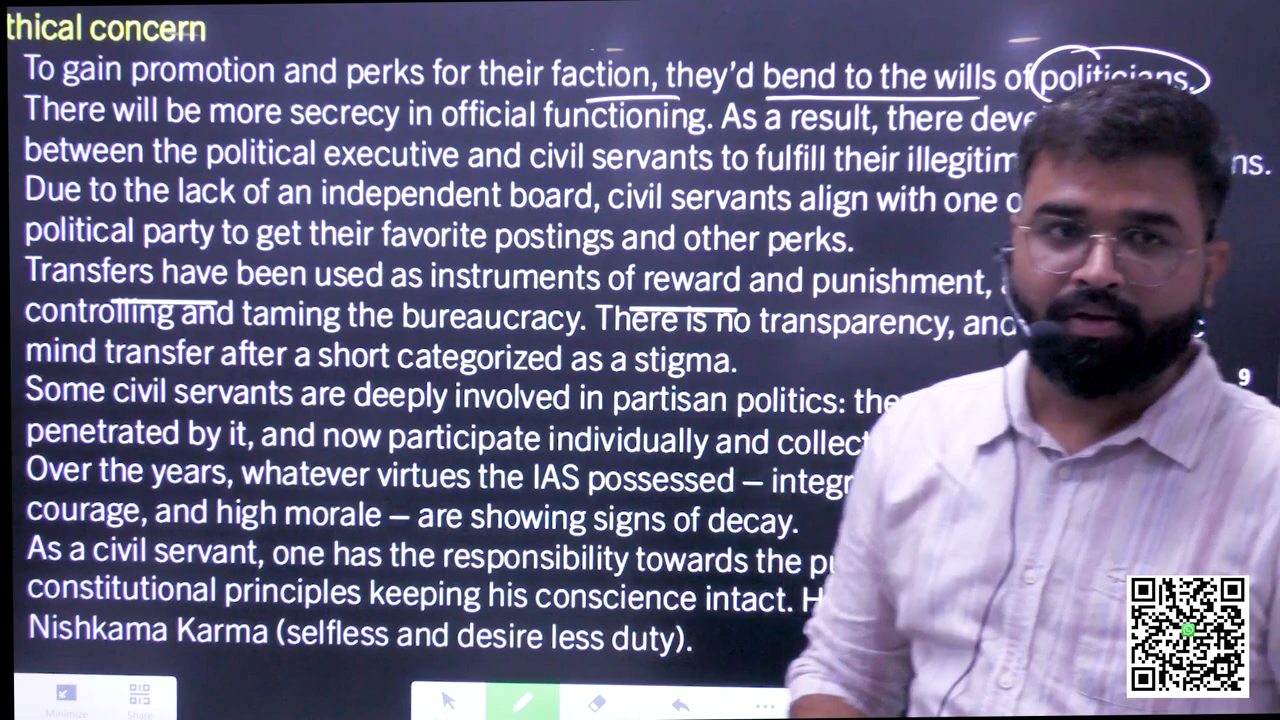 thical concern
To gain promotion and perks for their faction, they'd bend to the wills of politicians.
There will be more secrecy in official functioning. As a result, there deve
between the political executive and civil servants to fulfill their illegitim ns.
Due to the lack of an independent board, civil servants align with one o
political party to get their favorite postings and other perks.
Transfers have been used as instruments of reward and punishment,
controlling and taming the bureaucracy. There is no transparency, and
mind transfer after a short categorized as a stigma.
Some civil servants are deeply involved in partisan politics: the
9
penetrated by it, and now participate individually and collect
Over the years, whatever virtues the IAS possessed – integr
courage, and high morale – are showing signs of decay.
As a civil servant, one has the responsibility towards the pu
constitutional principles keeping his conscience intact. H
Nishkama Karma (selfless and desire less duty).
Minimize Share